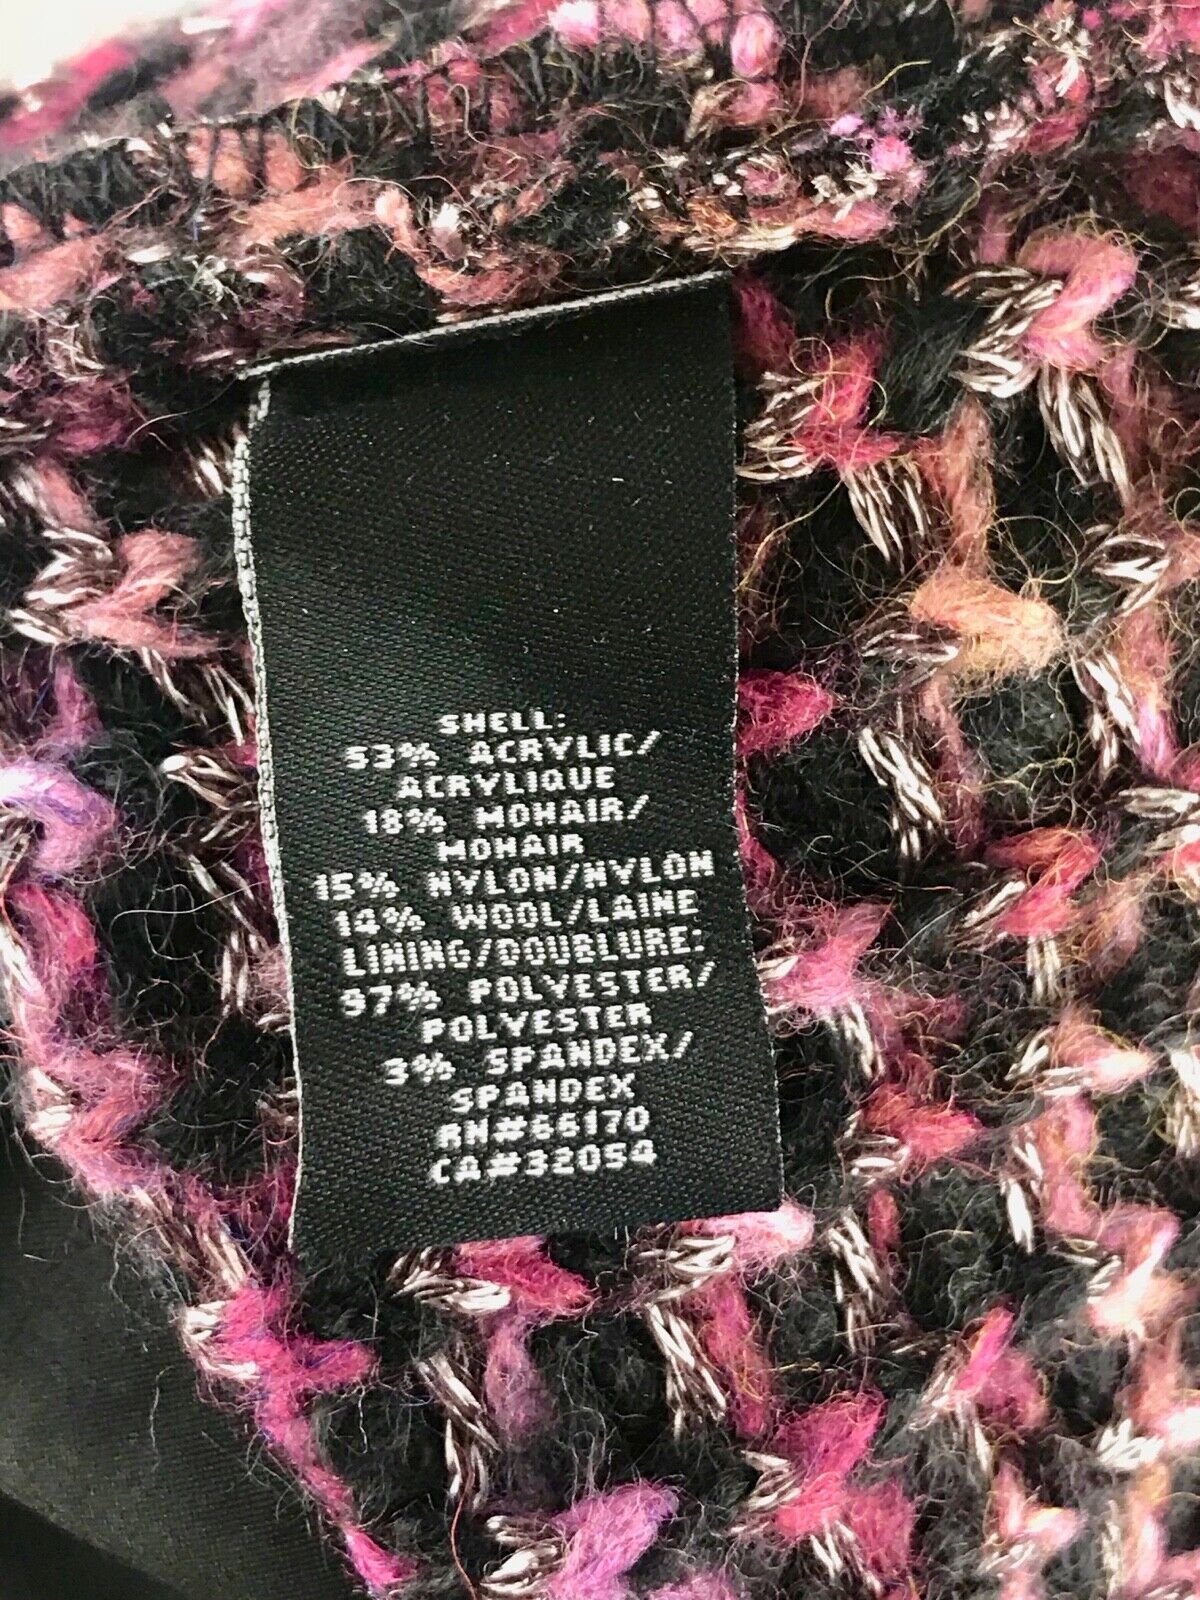 SHELL:
53% ACRYLIC/
ACRYLIQUE
18% MOHAIR/
MOHAIR
15% NYLON/NYLON
14% WOOL/LAINE
LINING/DOUBLURE:
97% POLYESTER/
POLYESTER
3% SPANDEX/
SPANDEX
RN#66170
CA#32054